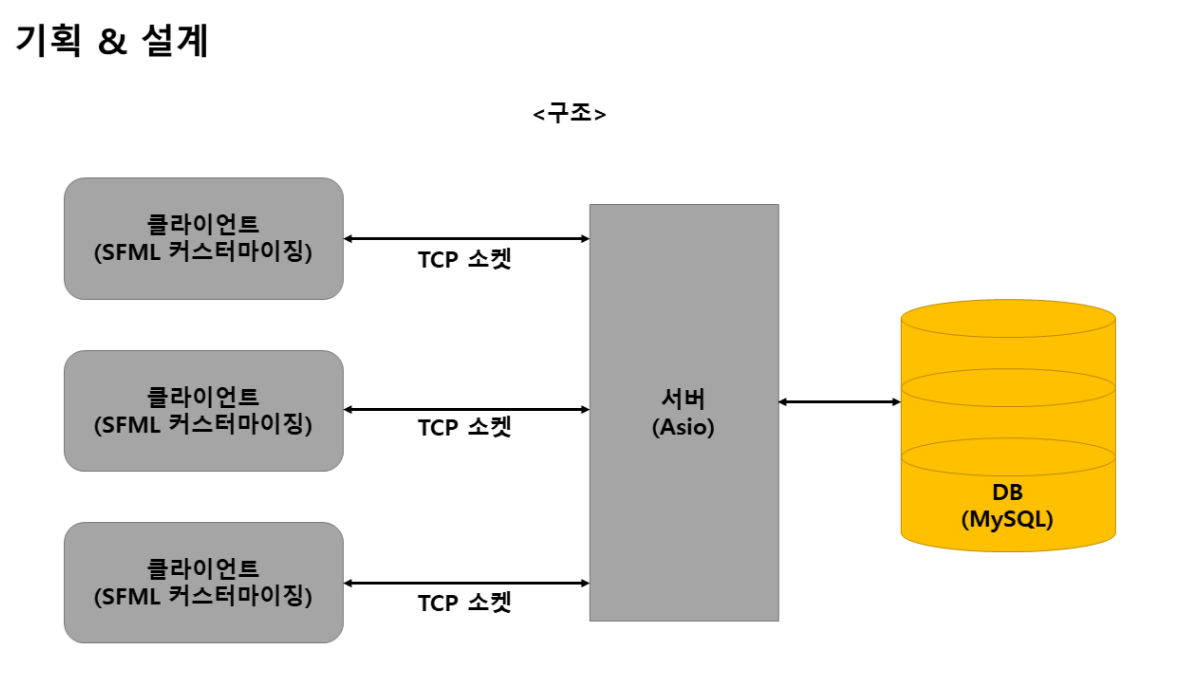 기획 & 설계
<구조>
클라이언트
(SFML 커스터마이징)
TCP 소켓
클라이언트
(SFML 커스터마이징)
TCP 소켓
클라이언트
(SFML 커스터마이징)
TCP 소켓
서버
(Asio)
DB
(MySQL)